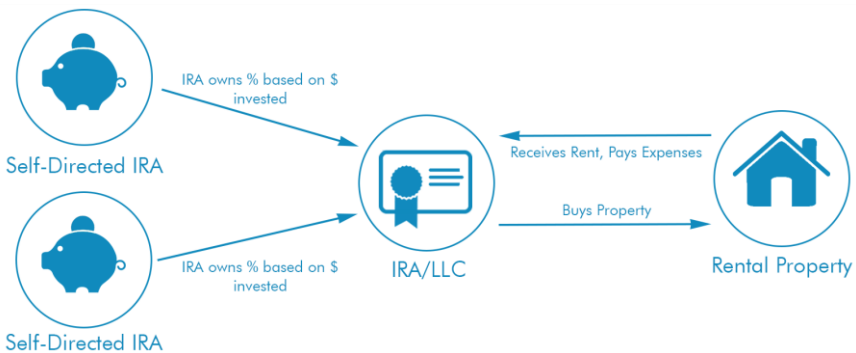 IRA owns % based on $
invested
Self-Directed IRA
Receives Rent, Pays Expenses
Buys Property
IRA/LLC
Rental Property
IRA owns % based on $
invested
Self-Directed IRA